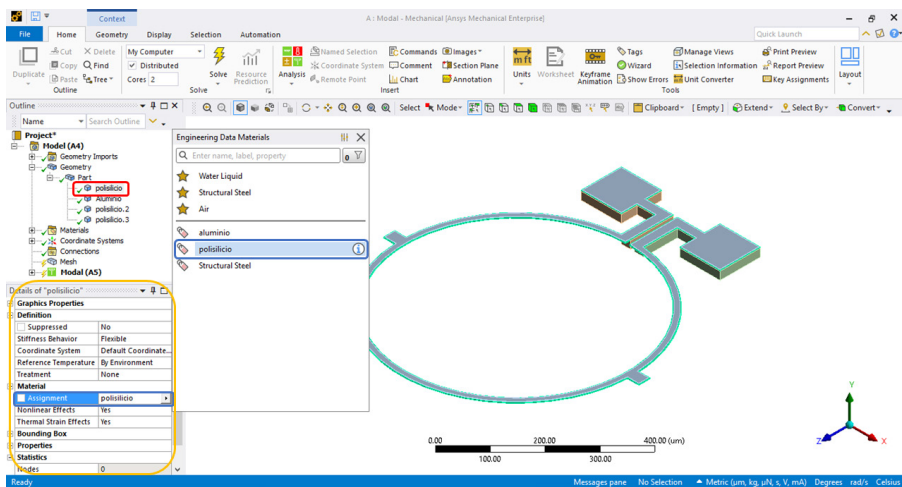 Context
A : Modal - Mechanical [Ansys Mechanical Enterprise]
File Home Geometry Display Selection Automation Quick Launch
Duplicate Cut Copy Paste Delete Find Tree
Outline
My Computer
Distributed
Cores 2
Solve Resource Prediction
Solve
Analysis Named Selection Coordinate System Remote Point Commands Comment Chart Images Section Plane Annotation
Insert
Units Worksheet Keyframe Animation Tags Wizard Show Errors Manage Views Selection Information Unit Converter Print Preview Report Preview Key Assignments
Tools
Layout
Outline
Name Search Outline
Select Mode Clipboard [ Empty ] Extend Select By Convert
Project*
Model (A4)
Geometry Imports
Geometry
Part
polisilicio
Aluminio
polosilico.2
polosilico.3
Materials
Coordinate Systems
Connections
Mesh
Modal (A5)
Engineering Data Materials
Enter name, label, property
0
Water Liquid
Structural Steel
Air
aluminio
polisilicio
Structural Steel
Details of "polisilicio"
Graphics Properties
Definition
Suppressed No
Stiffness Behavior Flexible
Coordinate System Default Coordinate...
Reference Temperature By Environment
Treatment None
Material
Assignment polisilicio
Nonlinear Effects Yes
Thermal Strain Effects Yes
Bounding Box
Properties
Statistics
Nodes 0
0.00 200.00 400.00 (um)
100.00 300.00
Y
Z X
Ready Messages pane No Selection Metric (μm, kg, μN, s, V, mA) Degrees rad/s Celsius